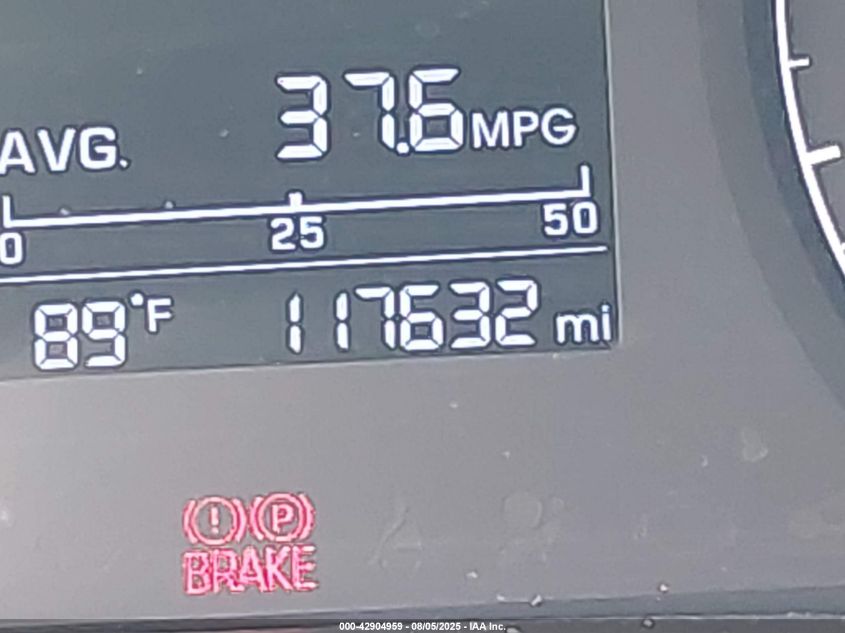 37.6 MPG
AVG.
0 25 50
89°F 117632 mi
(!) (P)
BRAKE
000-42904959 - 08/05/2025 - IAA Inc.